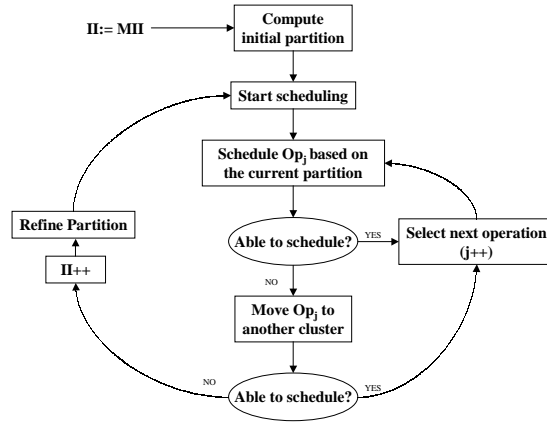 II:= MII
Compute
initial partition
Start scheduling
Schedule Opj based on
the current partition
Able to schedule?
YES
Select next operation
(j++)
Refine Partition
II++
NO
Move Opj to
another cluster
Able to schedule?
NO
YES